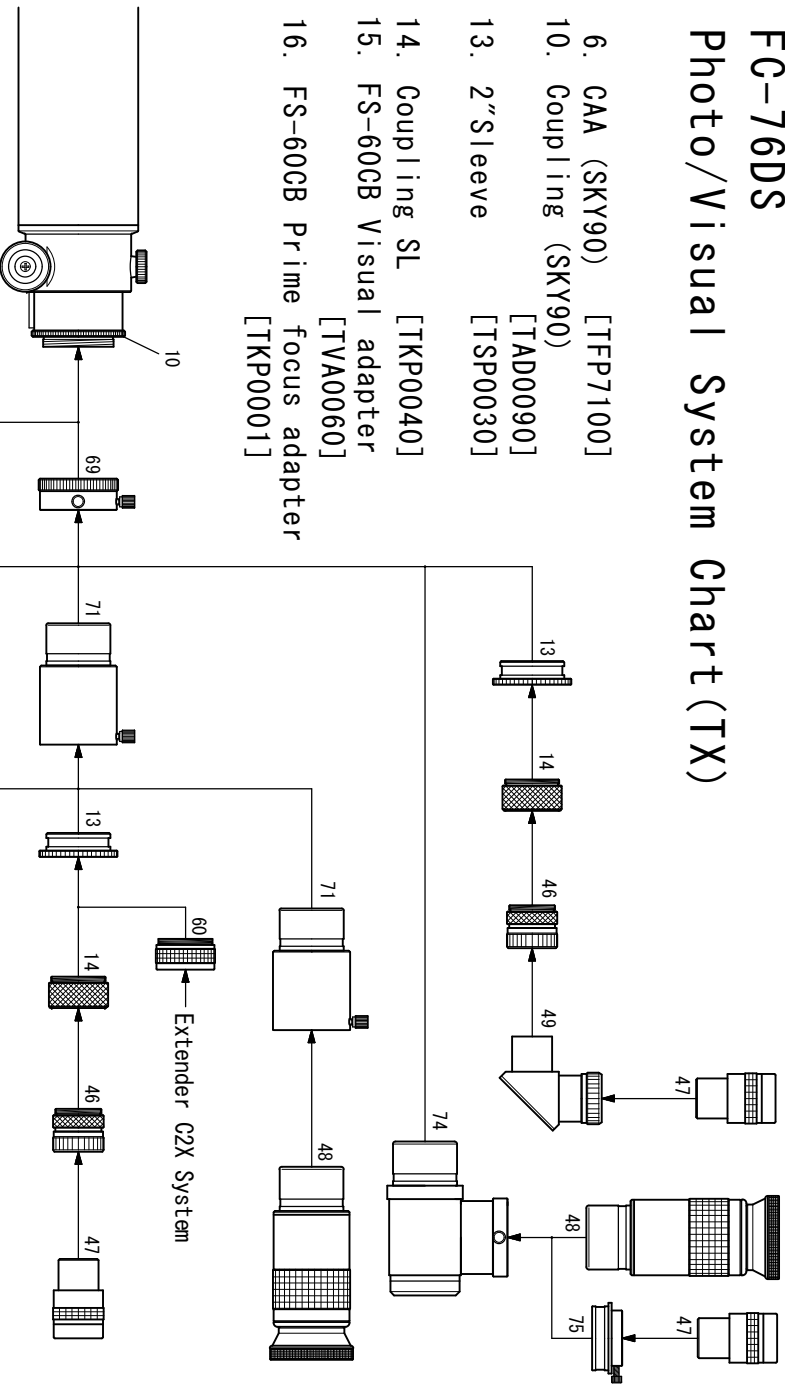 FC-76DS
Photo/Visual System Chart(TX)
6. CAA (SKY90) [TFP7100]
10. Coupling (SKY90)
[TAD0090]
13. 2″Sleeve [TSP0030]
14. Coupling SL [TKP0040]
15. FS-60CB Visual adapter
[TVA0060]
16. FS-60CB Prime focus adapter
[TKP0001]
13
14
46
49
47
48
47
75
74
71
48
60
Extender C2X System
10
69
71
13
14
46
47